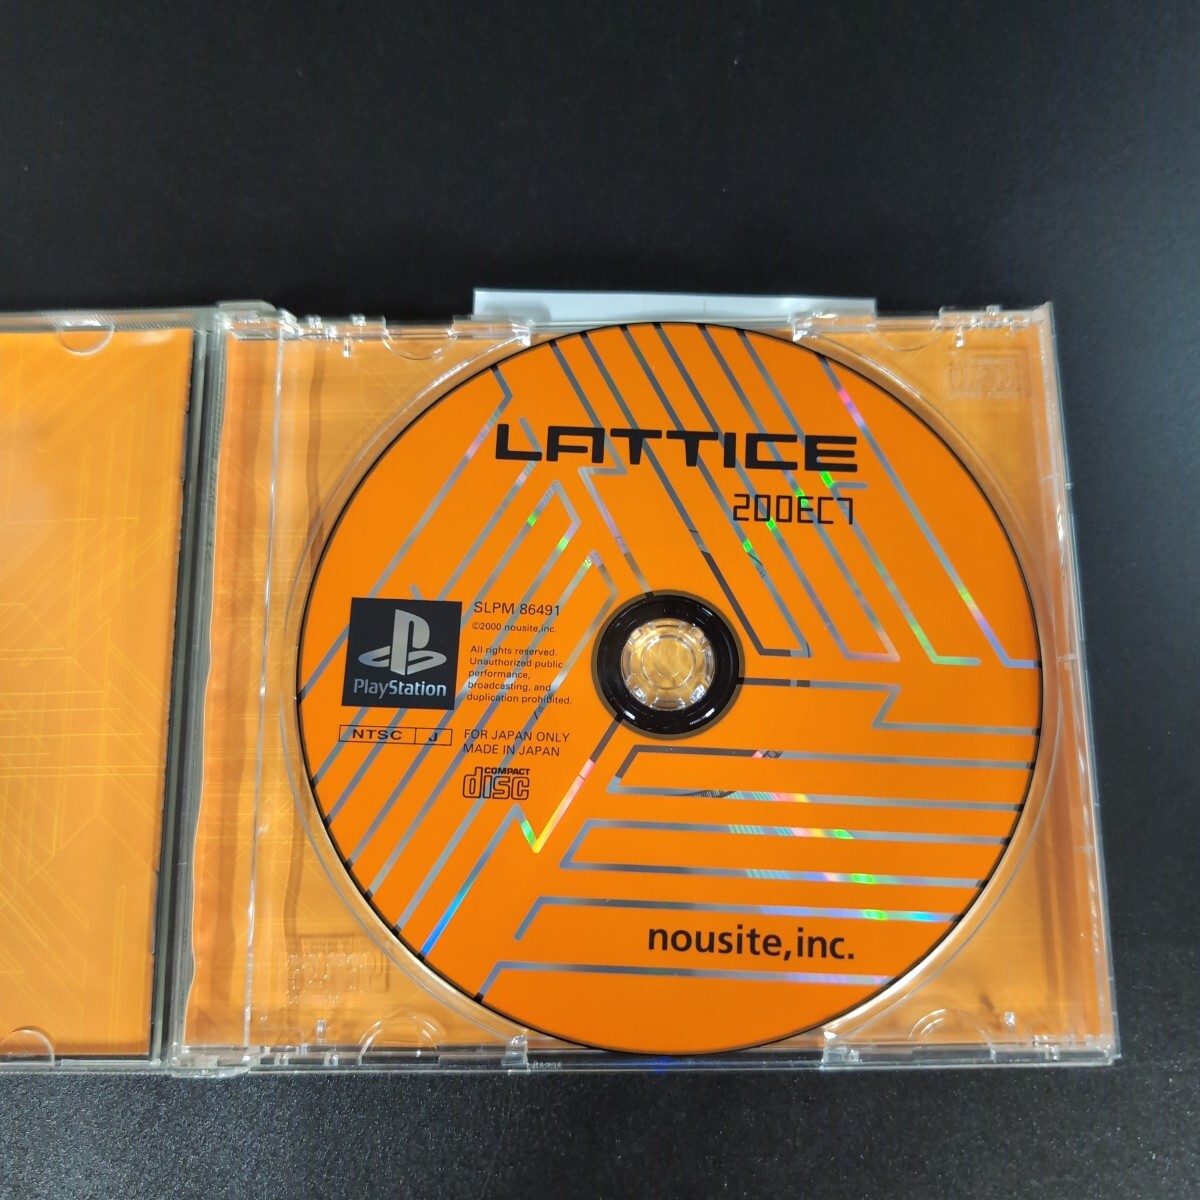 LATTICE
200EC7
PlayStation
NTSC J
SLPM 86491
©2000 nousite,inc.
All rights reserved.
Unauthorized public
performance,
broadcasting, and
duplication prohibited.
FOR JAPAN ONLY
MADE IN JAPAN
COMPACT
disc
nousite,inc.